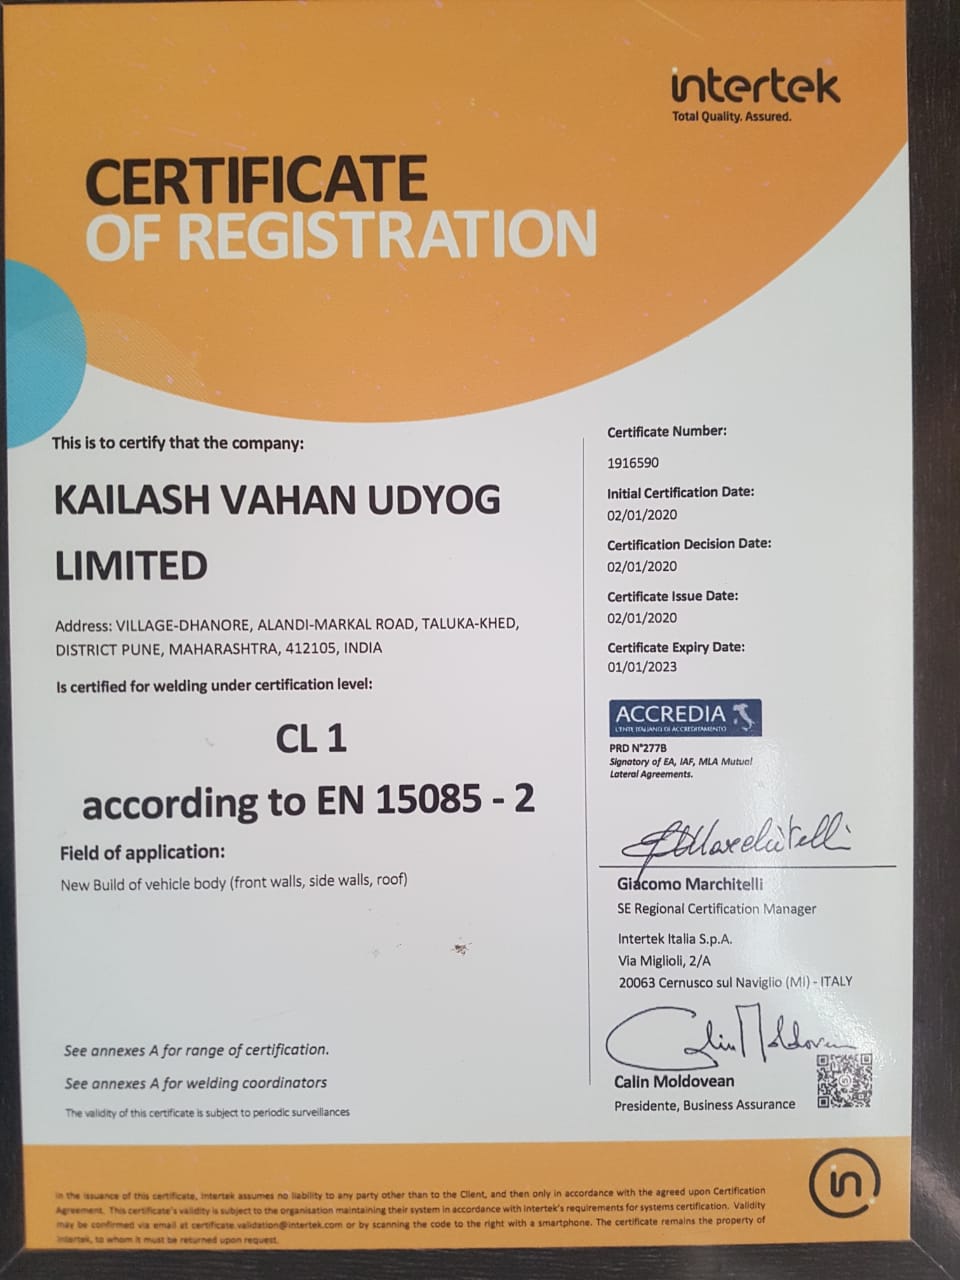 intertek
Total Quality. Assured.
CERTIFICATE
OF REGISTRATION
This is to certify that the company:
KAILASH VAHAN UDYOG
LIMITED
Address: VILLAGE-DHANORE, ALANDI-MARKAL ROAD, TALUKA-KHED,
DISTRICT PUNE, MAHARASHTRA, 412105, INDIA
Is certified for welding under certification level:
CL 1
according to EN 15085 - 2
Field of application:
New Build of vehicle body (front walls, side walls, roof)
See annexes A for range of certification.
See annexes A for welding coordinators
The validity of this certificate is subject to periodic surveillances
Certificate Number:
1916590
Initial Certification Date:
02/01/2020
Certification Decision Date:
02/01/2020
Certificate Issue Date:
02/01/2020
Certificate Expiry Date:
01/01/2023
ACCREDIA
L'ENTE ITALIANO DI ACCREDITAMENTO
PRD N°277B
Signatory of EA, IAF, MLA Mutual
Lateral Agreements.
Giacomo Marchitelli
SE Regional Certification Manager
Intertek Italia S.p.A.
Via Miglioli, 2/A
20063 Cernusco sul Naviglio (MI) - ITALY
Calin Moldovean
Calin Moldovean
Presidente, Business Assurance
in
In the issuance of this certificate, Intertek assumes no liability to any party other than to the Client, and then only in accordance with the agreed upon Certification
Agreement. This certificate's validity is subject to the organisation maintaining their system in accordance with Intertek's requirements for systems certification. Validity
may be confirmed via email at certificate.validation@intertek.com or by scanning the code to the right with a smartphone. The certificate remains the property of
Intertek, to whom it must be returned upon request.